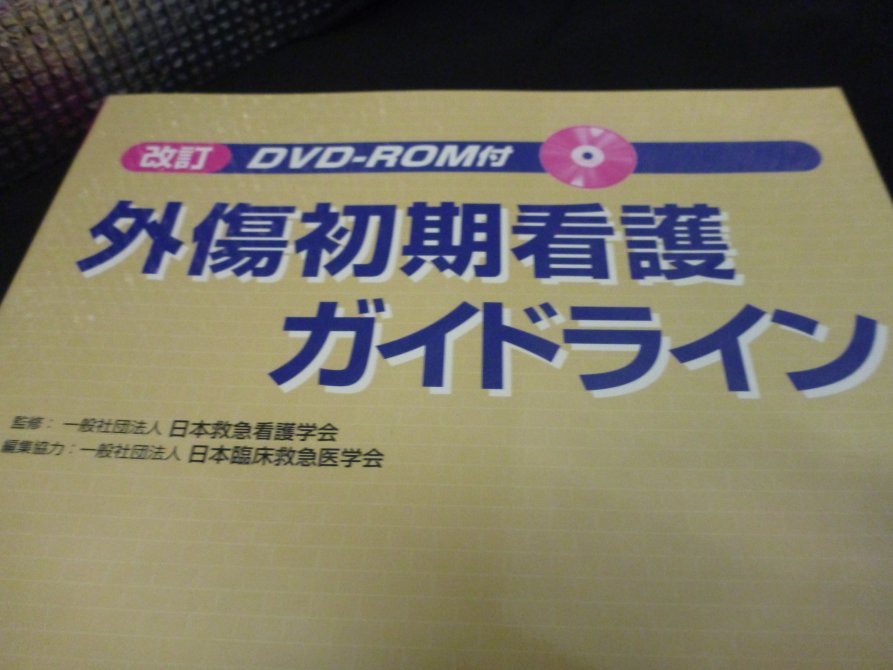 改訂 DVD-ROM付
外傷初期看護
ガイドライン
監修：一般社団法人 日本救急看護学会
編集協力：一般社団法人 日本臨床救急医学会